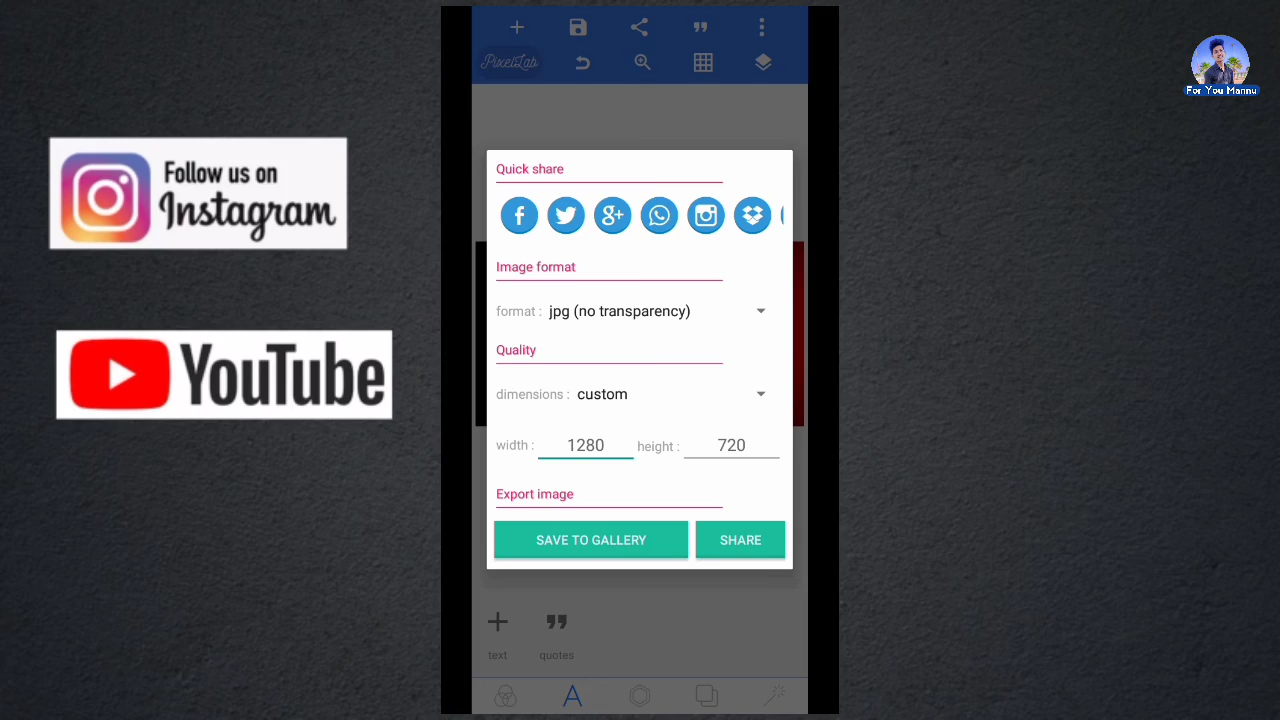 PixelLab
For You Mannu
Follow us on
Instagram
YouTube
Quick share
Image format
format : jpg (no transparency)
Quality
dimensions : custom
width : 1280 height : 720
Export image
SAVE TO GALLERY SHARE
text quotes